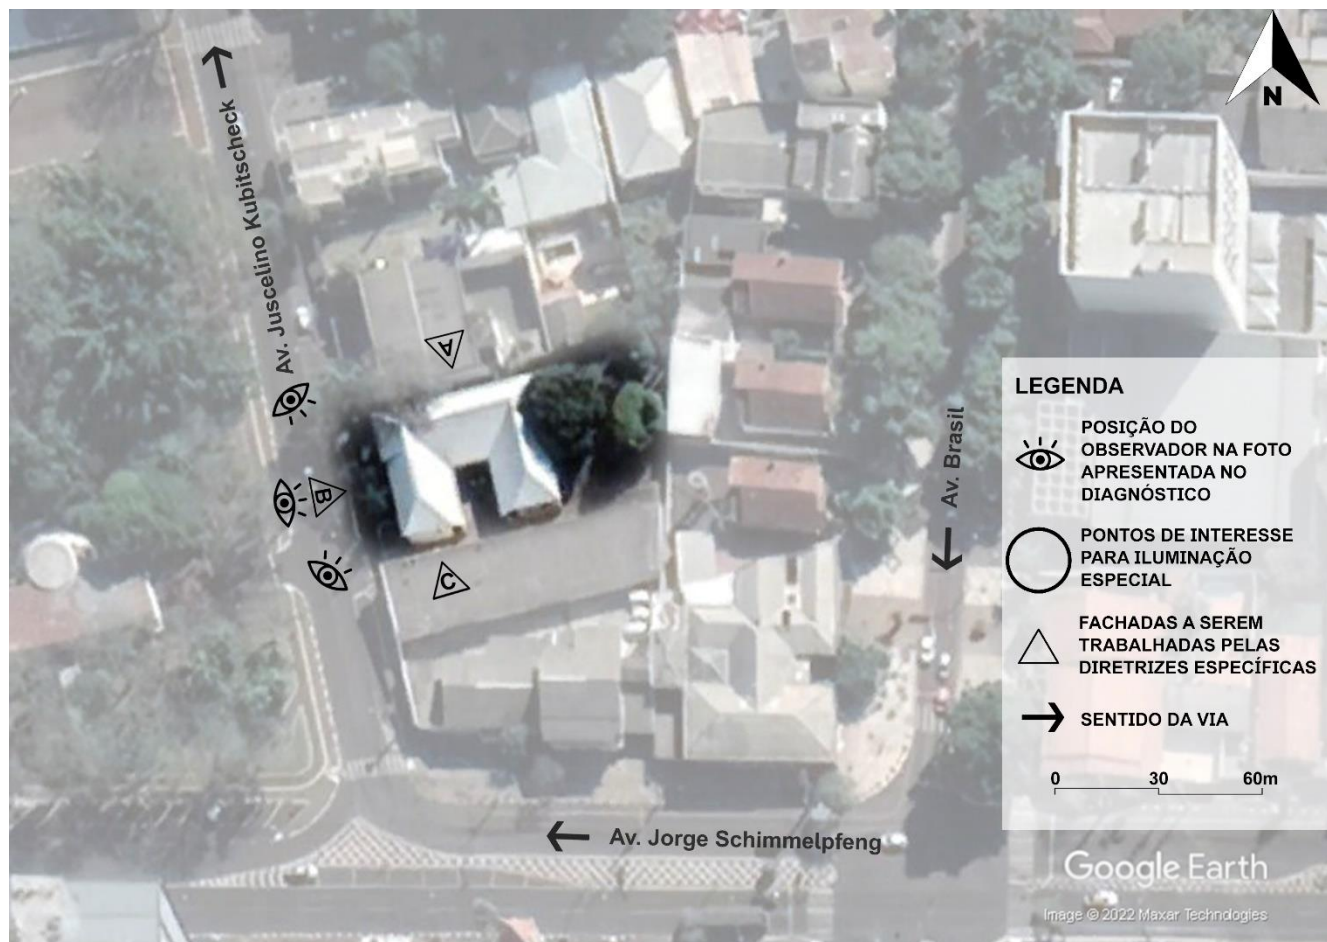 N
Av. Juscelino Kubitscheck
A
B
C
Av. Brasil
Av. Jorge Schimmelpfeng
LEGENDA
POSIÇÃO DO
OBSERVADOR NA FOTO
APRESENTADA NO
DIAGNÓSTICO
PONTOS DE INTERESSE
PARA ILUMINAÇÃO
ESPECIAL
FACHADAS A SEREM
TRABALHADAS PELAS
DIRETRIZES ESPECÍFICAS
SENTIDO DA VIA
0 30 60m
Google Earth
Image © 2022 Maxar Technologies